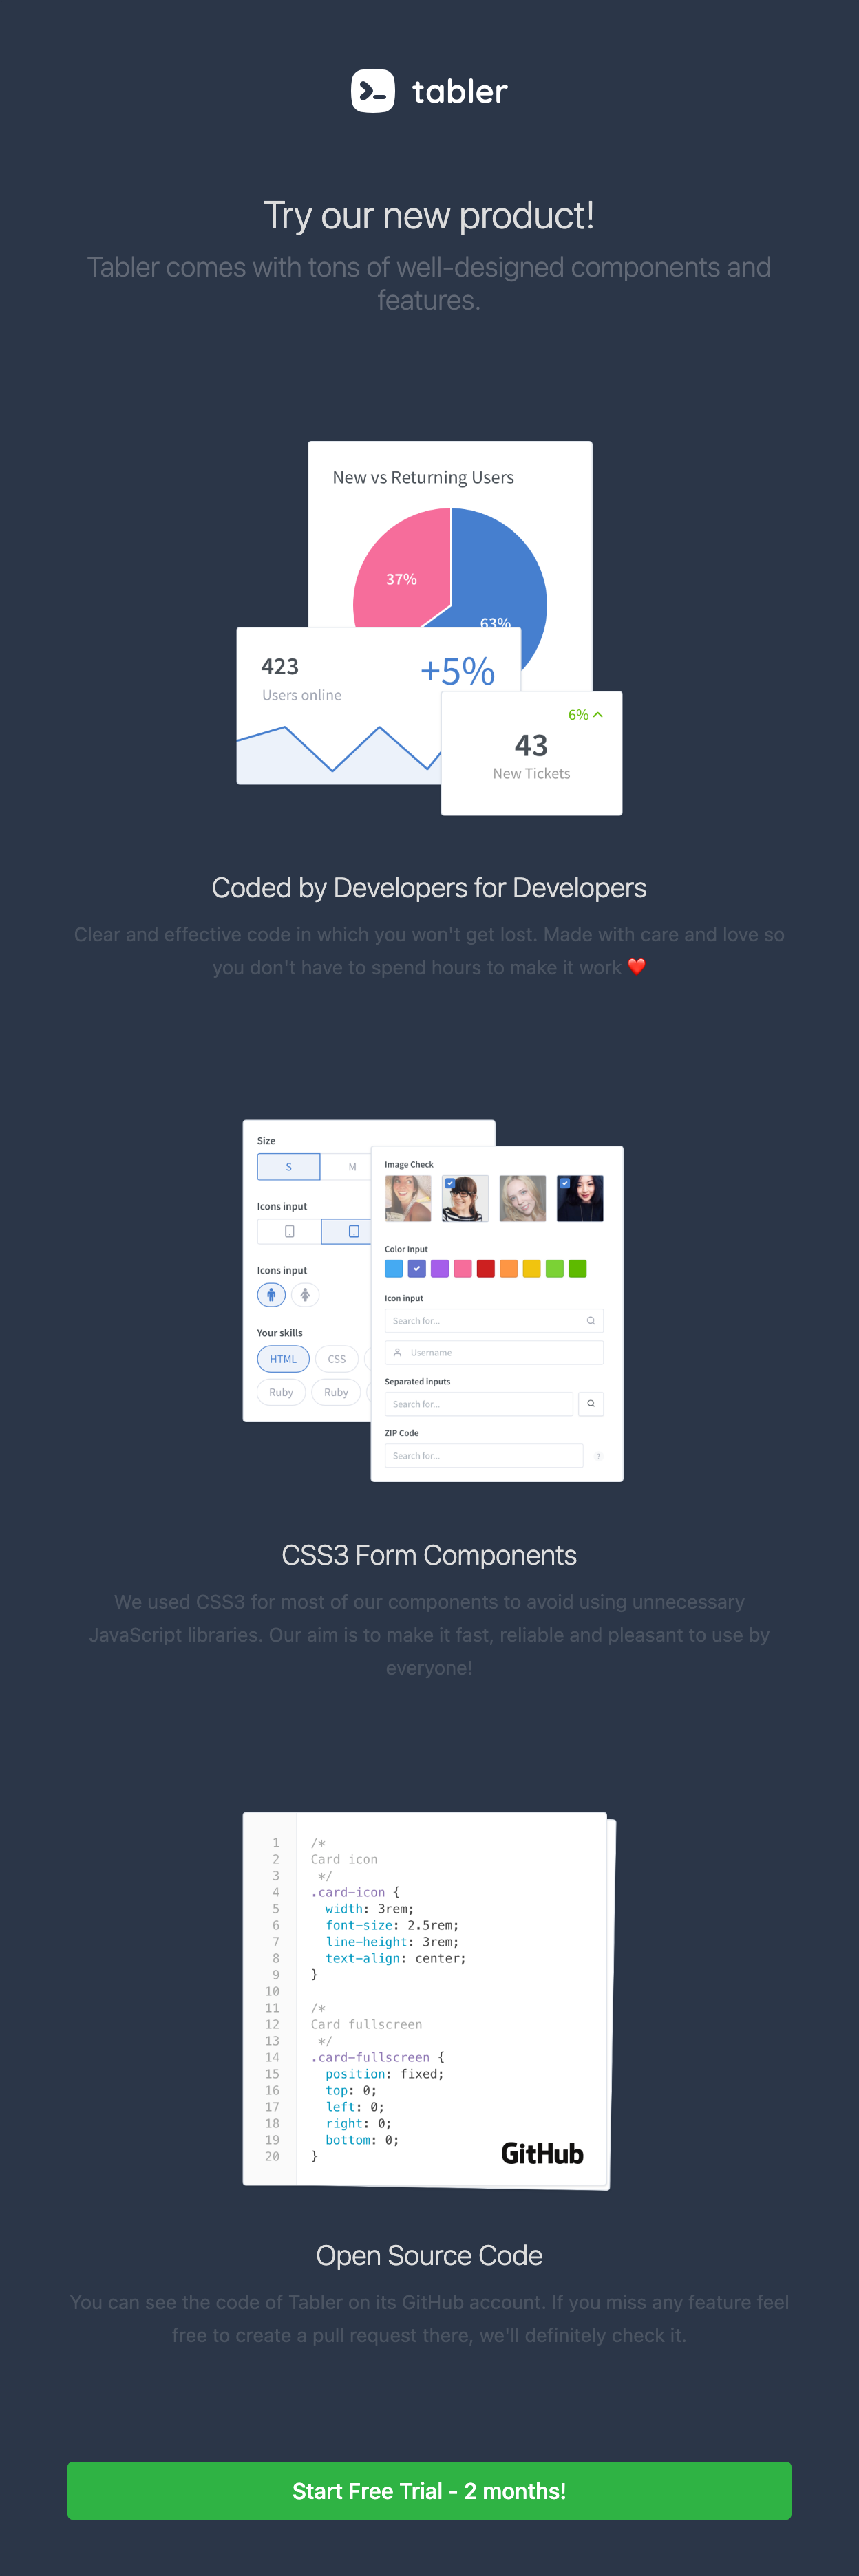 tabler
Try our new product!
Tabler comes with tons of well-designed components and
features.
New vs Returning Users
37%
63%
423
+5%
Users online
6%
43
New Tickets
Coded by Developers for Developers
Clear and effective code in which you won't get lost. Made with care and love so
you don't have to spend hours to make it work ❤️
Size
S
M
Icons input
Icons input
Your skills
HTML
CSS
Ruby
Ruby
Image Check
Color Input
Icon input
Search for...
Username
Separated inputs
Search for...
ZIP Code
Search for...
?
CSS3 Form Components
We used CSS3 for most of our components to avoid using unnecessary
JavaScript libraries. Our aim is to make it fast, reliable and pleasant to use by
everyone!
1 /*
2 Card icon
3 */
4 .card-icon {
5 width: 3rem;
6 font-size: 2.5rem;
7 line-height: 3rem;
8 text-align: center;
9 }
10
11 /*
12 Card fullscreen
13 */
14 .card-fullscreen {
15 position: fixed;
16 top: 0;
17 left: 0;
18 right: 0;
19 bottom: 0;
20 }
GitHub
Open Source Code
You can see the code of Tabler on its GitHub account. If you miss any feature feel
free to create a pull request there, we'll definitely check it.
Start Free Trial - 2 months!